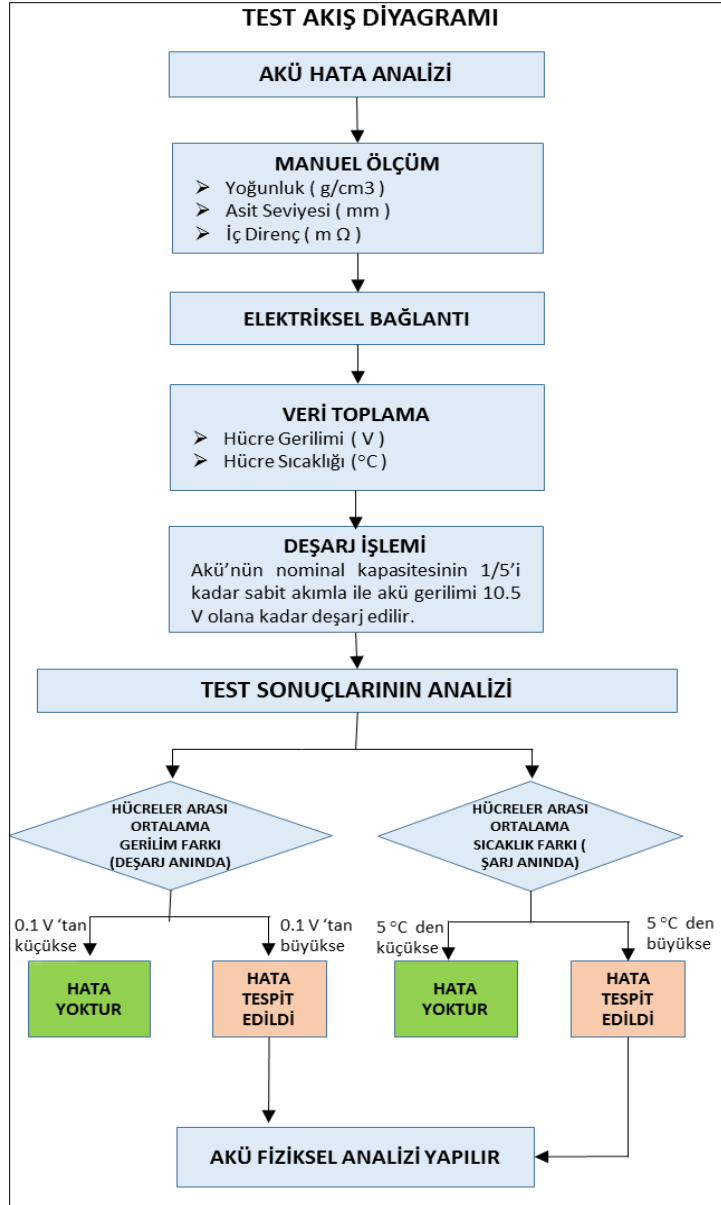 TEST AKIŞ DİYAGRAMI
AKÜ HATA ANALİZİ
MANUEL ÖLÇÜM
➢ Yoğunluk ( g/cm3 )
➢ Asit Seviyesi ( mm )
➢ İç Direnç ( m Ω )
ELEKTRİKSEL BAĞLANTI
VERİ TOPLAMA
➢ Hücre Gerilimi ( V )
➢ Hücre Sıcaklığı (°C )
DEŞARJ İŞLEMİ
Akü'nün nominal kapasitesinin 1/5'i
kadar sabit akımla ile akü gerilimi 10.5
V olana kadar deşarj edilir.
TEST SONUÇLARININ ANALİZİ
HÜCRELER ARASI
ORTALAMA
GERİLİM FARKI
(DEŞARJ ANINDA)
HÜCRELER ARASI
ORTALAMA
SICAKLIK FARKI (
ŞARJ ANINDA)
0.1 V 'tan
küçükse
0.1 V 'tan
büyükse
5 °C den
küçükse
5 °C den
büyükse
HATA
YOKTUR
HATA
TESPİT
EDİLDİ
HATA
YOKTUR
HATA
TESPİT
EDİLDİ
AKÜ FİZİKSEL ANALİZİ YAPILIR